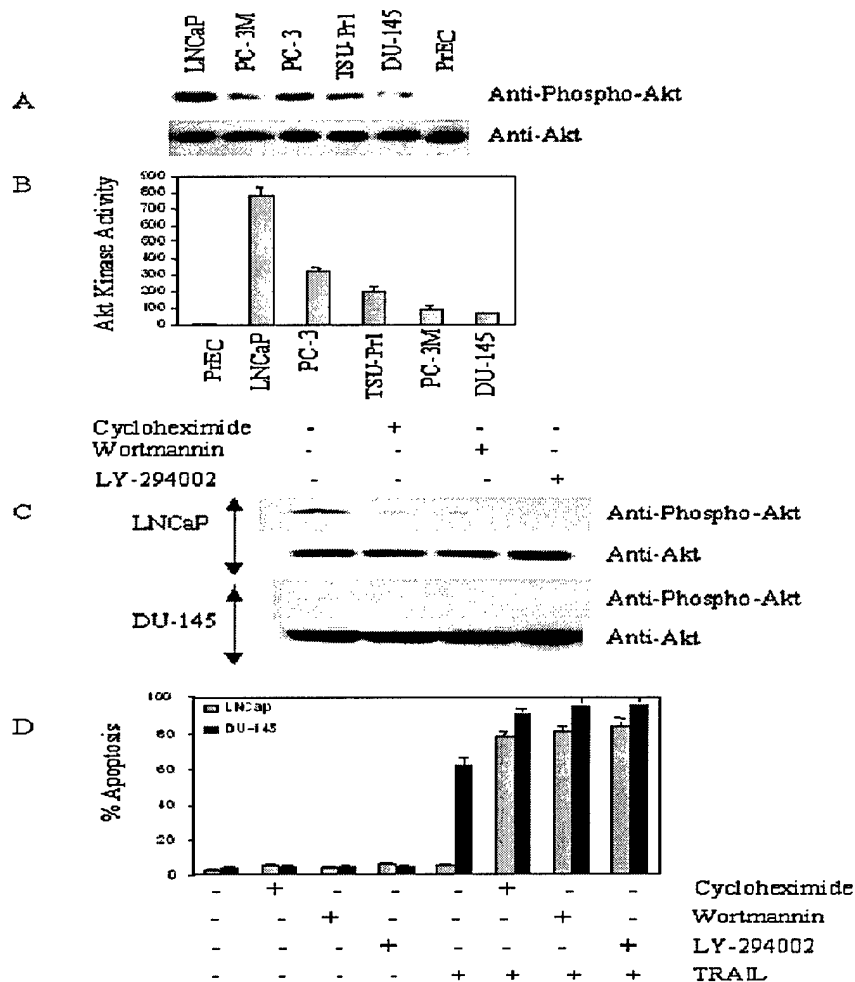 LNCaP PC-3M PC-3 TSU-Pr1 DU-145 PrEC
A
Anti-Phospho-Akt
Anti-Akt
B
Akt Kinase Activity
900
800
700
600
500
400
300
200
100
0
PrEC LNCaP PC-3 TSU-Pr1 PC-3M DU-145
Cycloheximide - + - -
Wortmannin - - + -
LY-294002 - - - +
C
LNCaP
Anti-Phospho-Akt
Anti-Akt
DU-145
Anti-Phospho-Akt
Anti-Akt
D
% Apoptosis
100
80
60
40
20
0
LNCap
DU-145
- + - - - + - - Cycloheximide
- - + - - - + - Wortmannin
- - - + - - - + LY-294002
- - - - + + + + TRAIL